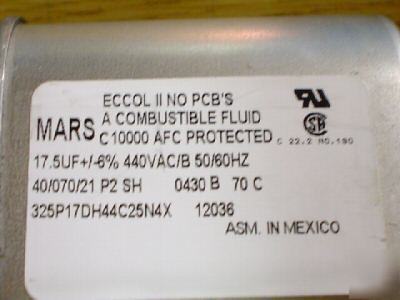 ECCOL II NO PCB'S
MARS A COMBUSTIBLE FLUID
C10000 AFC PROTECTED C 22.2 NO.190
17.5UF+/-6% 440VAC/B 50/60HZ
40/070/21 P2 SH 0430 B 70 C
325P17DH44C25N4X 12036
ASM. IN MEXICO